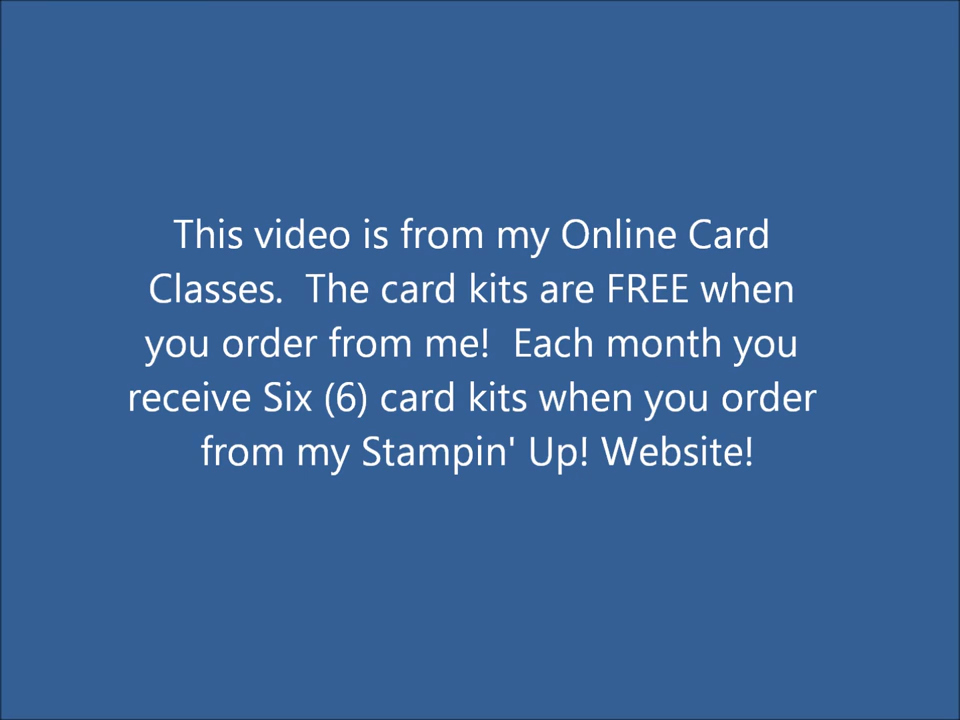 This video is from my Online Card
Classes.  The card kits are FREE when
you order from me!  Each month you
receive Six (6) card kits when you order
from my Stampin' Up! Website!